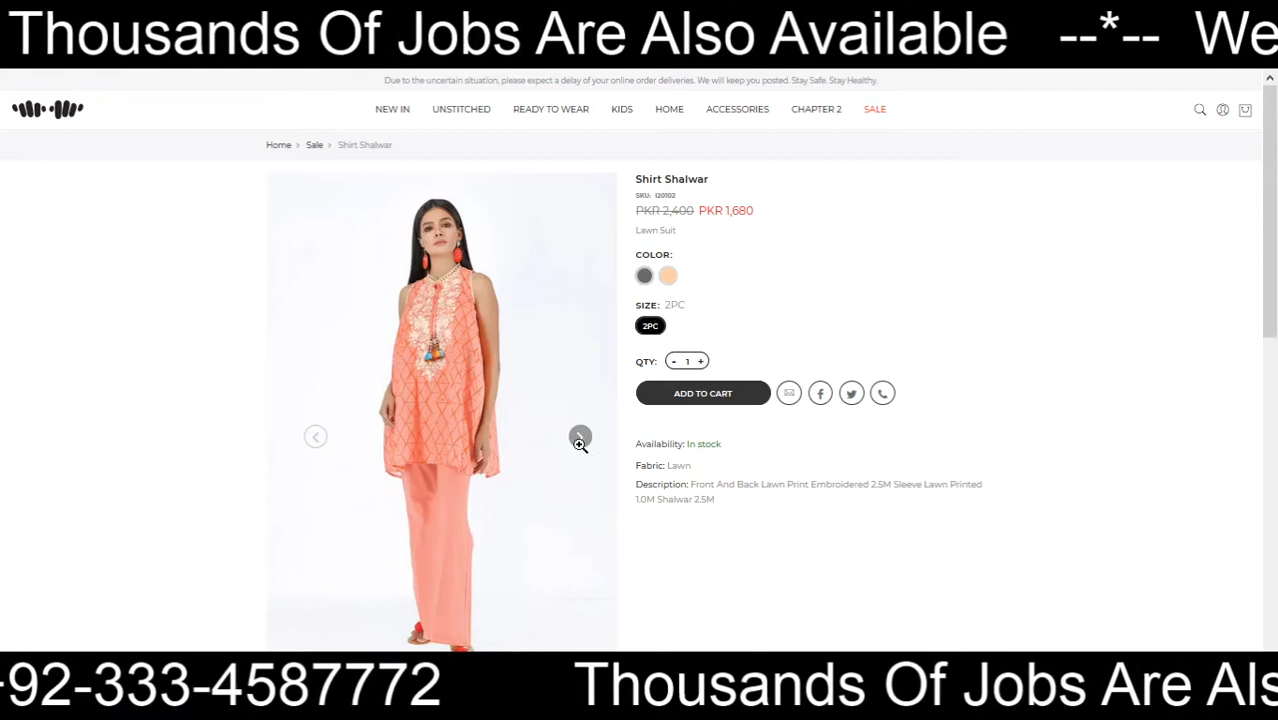 Thousands Of Jobs Are Also Available --*-- We
Due to the uncertain situation, please expect a delay of your online order deliveries. We will keep you posted. Stay Safe. Stay Healthy.
NEW IN UNSTITCHED READY TO WEAR KIDS HOME ACCESSORIES CHAPTER 2 SALE
Home > Sale > Shirt Shalwar
Shirt Shalwar
SKU: I20102
PKR 2,400 PKR 1,680
Lawn Suit
COLOR:
SIZE: 2PC
2PC
QTY: - 1 +
ADD TO CART
Availability: In stock
Fabric: Lawn
Description: Front And Back Lawn Print Embroidered 2.5M Sleeve Lawn Printed
1.0M Shalwar 2.5M
+92-333-4587772 Thousands Of Jobs Are Als